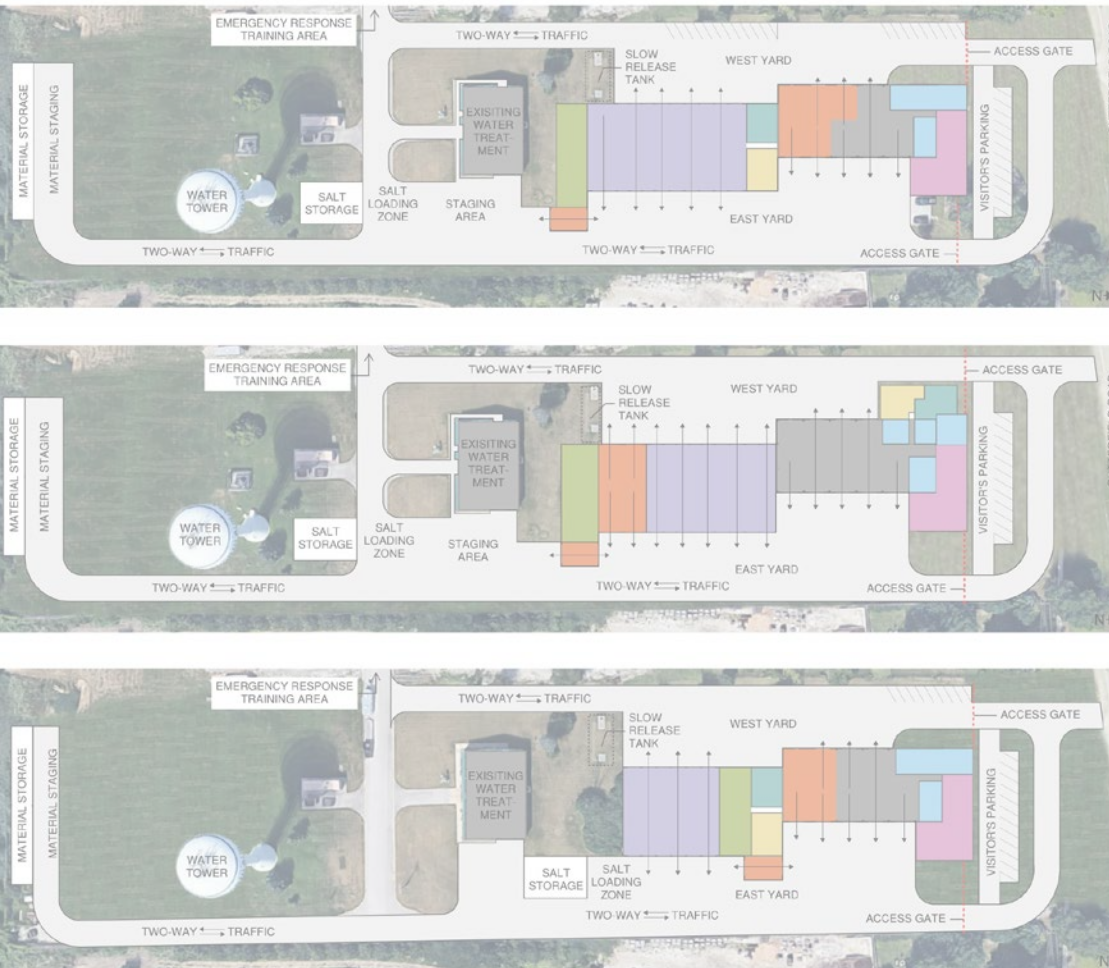 EMERGENCY RESPONSE
TRAINING AREA
TWO-WAY TRAFFIC
SLOW
RELEASE
TANK
WEST YARD
ACCESS GATE
MATERIAL STORAGE
MATERIAL STAGING
EXISITING
WATER
TREAT-
MENT
VISITOR'S PARKING
WATER
TOWER
SALT
STORAGE
SALT
LOADING
ZONE
STAGING
AREA
EAST YARD
TWO-WAY TRAFFIC
TWO-WAY TRAFFIC
ACCESS GATE
N
EMERGENCY RESPONSE
TRAINING AREA
TWO-WAY TRAFFIC
SLOW
RELEASE
TANK
WEST YARD
ACCESS GATE
MATERIAL STORAGE
MATERIAL STAGING
EXISITING
WATER
TREAT-
MENT
VISITOR'S PARKING
WATER
TOWER
SALT
STORAGE
SALT
LOADING
ZONE
STAGING
AREA
EAST YARD
TWO-WAY TRAFFIC
TWO-WAY TRAFFIC
ACCESS GATE
N
EMERGENCY RESPONSE
TRAINING AREA
TWO-WAY TRAFFIC
SLOW
RELEASE
TANK
WEST YARD
ACCESS GATE
MATERIAL STORAGE
MATERIAL STAGING
EXISITING
WATER
TREAT-
MENT
VISITOR'S PARKING
WATER
TOWER
SALT
STORAGE
SALT
LOADING
ZONE
EAST YARD
TWO-WAY TRAFFIC
TWO-WAY TRAFFIC
ACCESS GATE
N